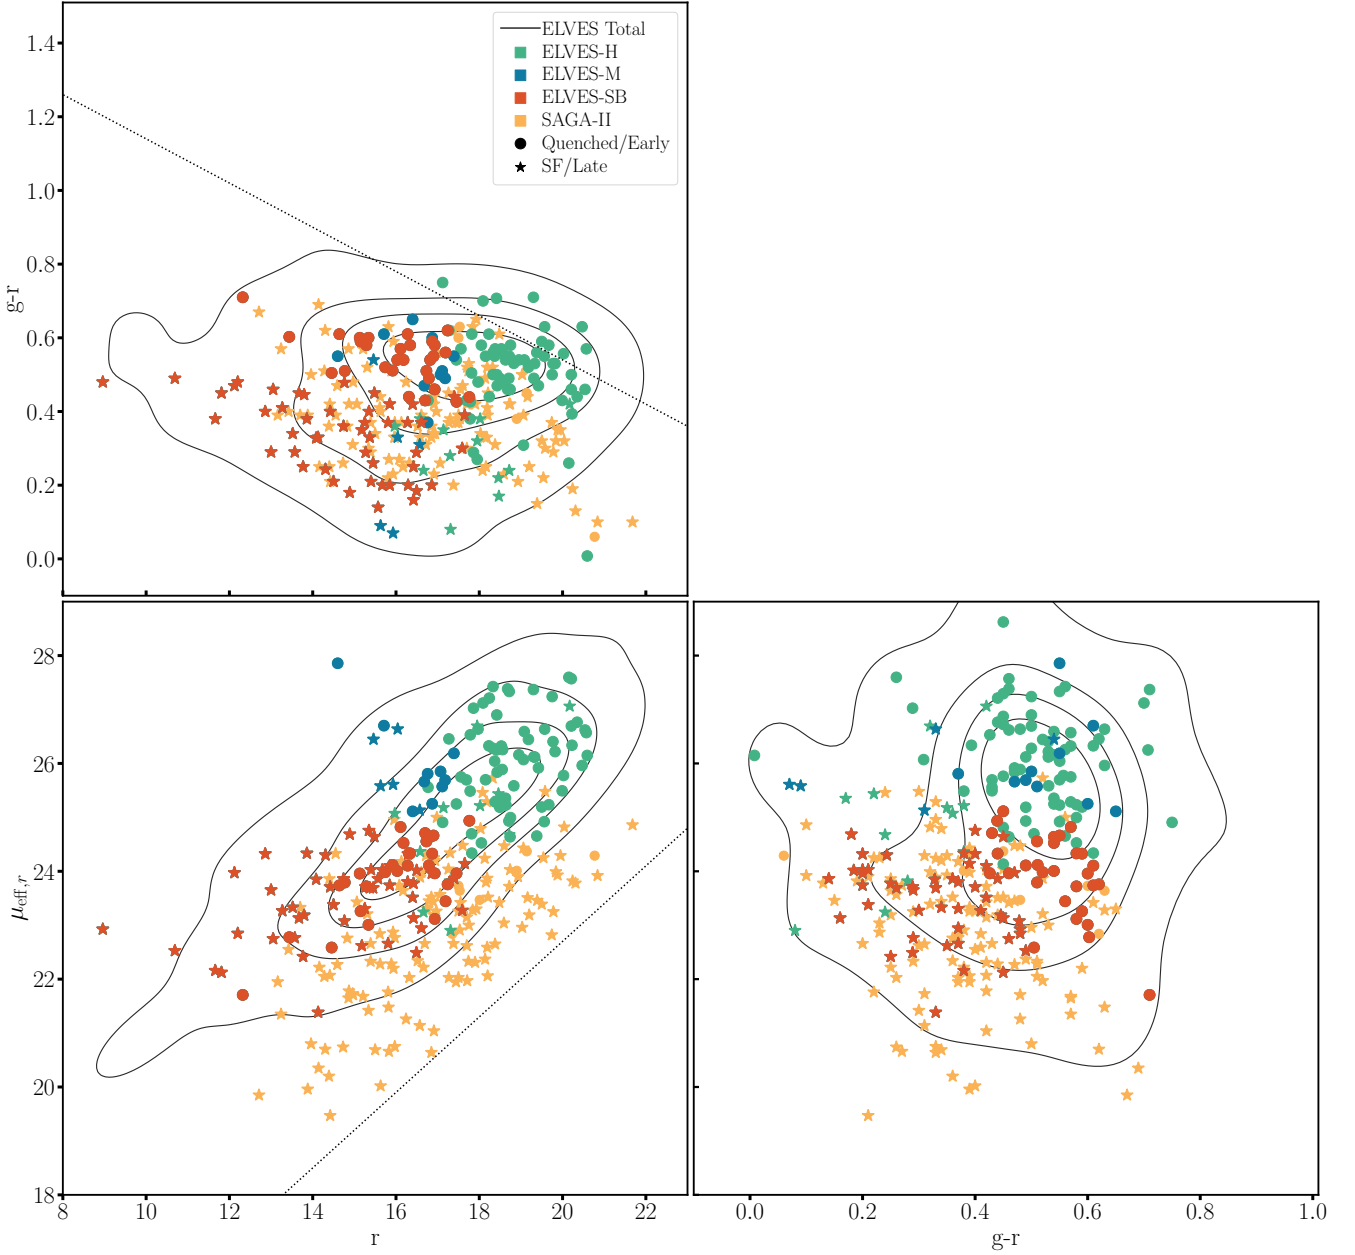 1.4
1.2
1.0
0.8
0.6
0.4
0.2
0.0
g-r
ELVES Total
ELVES-H
ELVES-M
ELVES-SB
SAGA-II
Quenched/Early
SF/Late
28
26
24
22
20
18
μeff,r
8 10 12 14 16 18 20 22
r
0.0 0.2 0.4 0.6 0.8 1.0
g-r